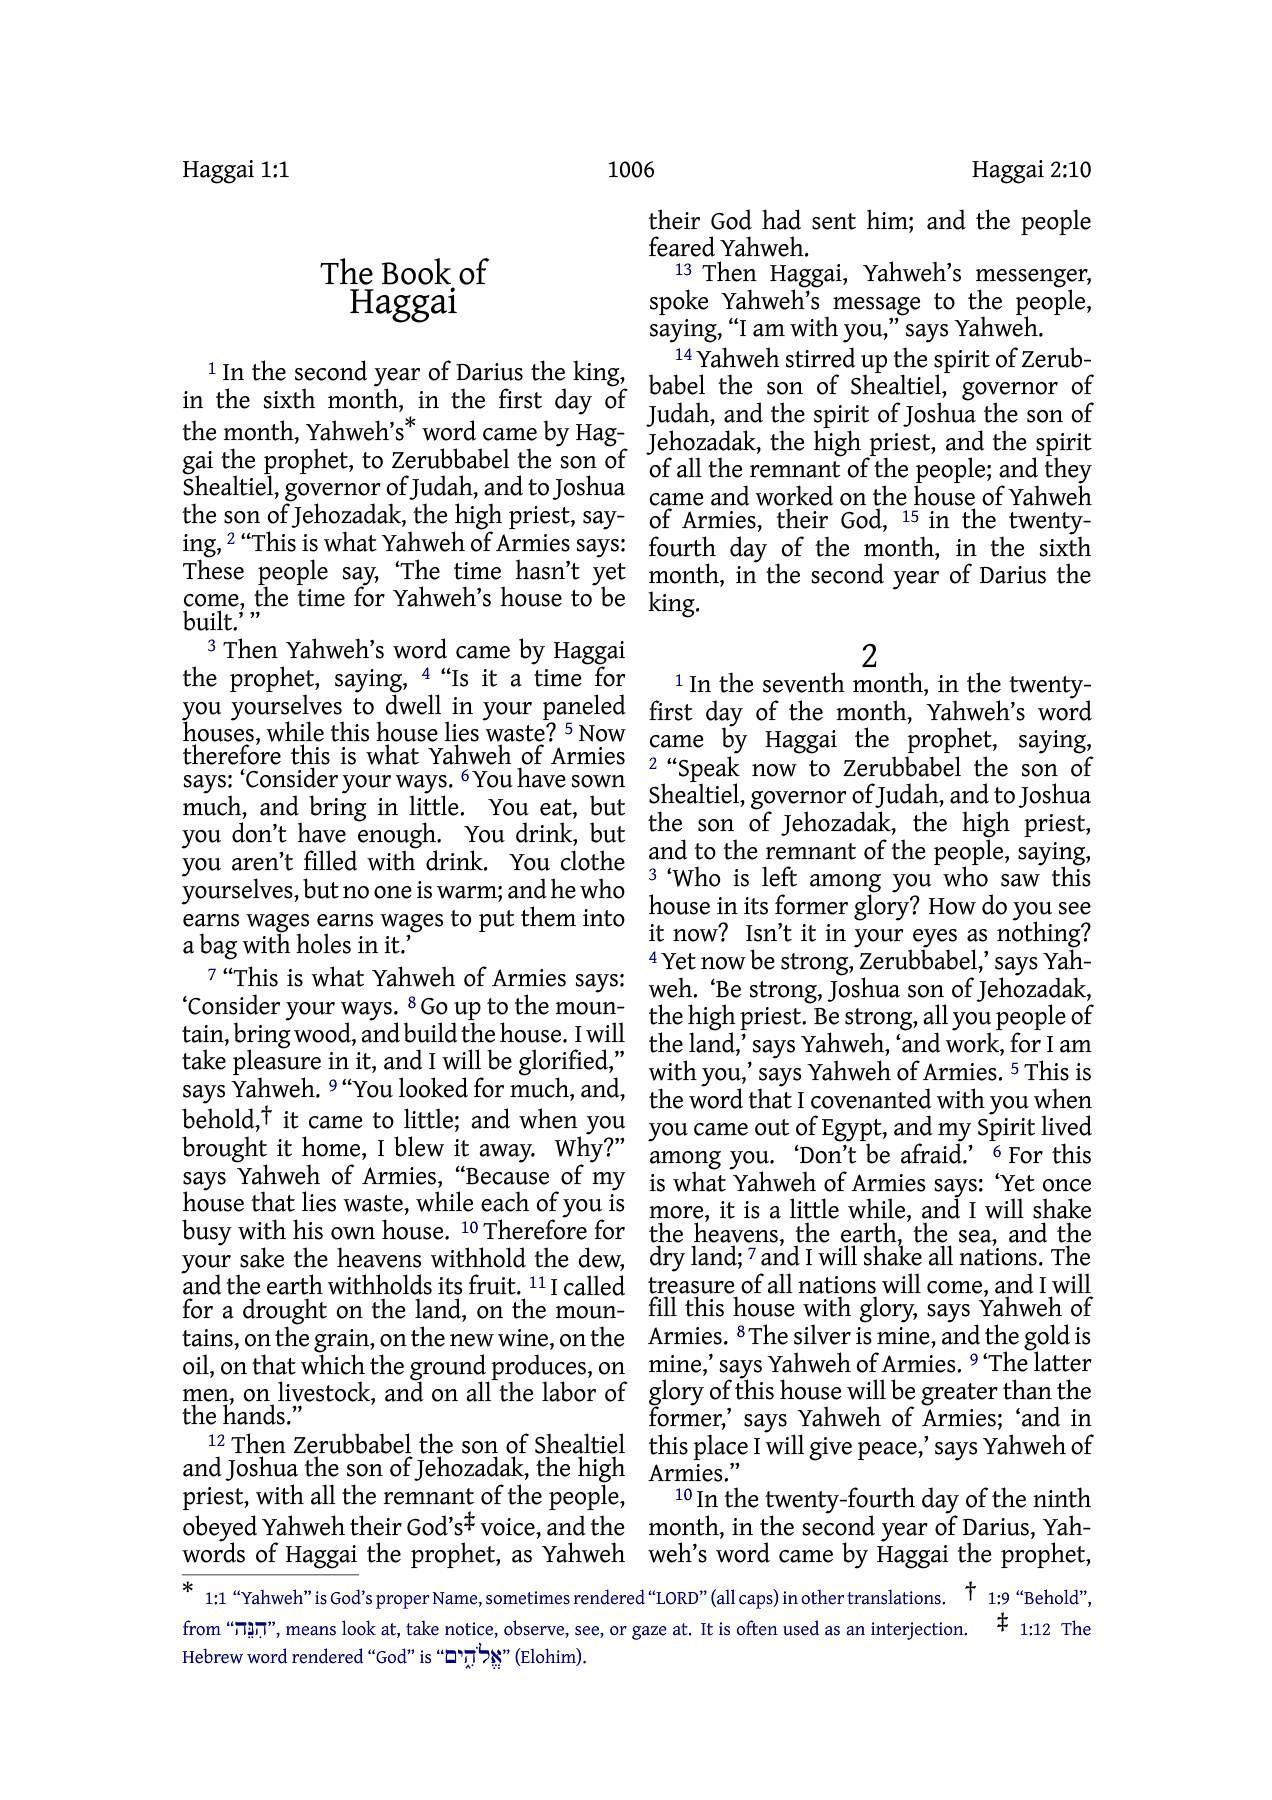 Haggai 1:1 1006 Haggai 2:10
The Book of
Haggai
1 In the second year of Darius the king,
in the sixth month, in the first day of
the month, Yahweh’s* word came by Hag-
gai the prophet, to Zerubbabel the son of
Shealtiel, governor of Judah, and to Joshua
the son of Jehozadak, the high priest, say-
ing, 2 “This is what Yahweh of Armies says:
These people say, ‘The time hasn’t yet
come, the time for Yahweh’s house to be
built.’ ”
3 Then Yahweh’s word came by Haggai
the prophet, saying, 4 “Is it a time for
you yourselves to dwell in your paneled
houses, while this house lies waste? 5 Now
therefore this is what Yahweh of Armies
says: ‘Consider your ways. 6 You have sown
much, and bring in little. You eat, but
you don’t have enough. You drink, but
you aren’t filled with drink. You clothe
yourselves, but no one is warm; and he who
earns wages earns wages to put them into
a bag with holes in it.’
7 “This is what Yahweh of Armies says:
‘Consider your ways. 8 Go up to the moun-
tain, bring wood, and build the house. I will
take pleasure in it, and I will be glorified,”
says Yahweh. 9 “You looked for much, and,
behold,† it came to little; and when you
brought it home, I blew it away. Why?”
says Yahweh of Armies, “Because of my
house that lies waste, while each of you is
busy with his own house. 10 Therefore for
your sake the heavens withhold the dew,
and the earth withholds its fruit. 11 I called
for a drought on the land, on the moun-
tains, on the grain, on the new wine, on the
oil, on that which the ground produces, on
men, on livestock, and on all the labor of
the hands.”
12 Then Zerubbabel the son of Shealtiel
and Joshua the son of Jehozadak, the high
priest, with all the remnant of the people,
obeyed Yahweh their God’s‡ voice, and the
words of Haggai the prophet, as Yahweh
their God had sent him; and the people
feared Yahweh.
13 Then Haggai, Yahweh’s messenger,
spoke Yahweh’s message to the people,
saying, “I am with you,” says Yahweh.
14 Yahweh stirred up the spirit of Zerub-
babel the son of Shealtiel, governor of
Judah, and the spirit of Joshua the son of
Jehozadak, the high priest, and the spirit
of all the remnant of the people; and they
came and worked on the house of Yahweh
of Armies, their God, 15 in the twenty-
fourth day of the month, in the sixth
month, in the second year of Darius the
king.
2
1 In the seventh month, in the twenty-
first day of the month, Yahweh’s word
came by Haggai the prophet, saying,
2 “Speak now to Zerubbabel the son of
Shealtiel, governor of Judah, and to Joshua
the son of Jehozadak, the high priest,
and to the remnant of the people, saying,
3 ‘Who is left among you who saw this
house in its former glory? How do you see
it now? Isn’t it in your eyes as nothing?
4 Yet now be strong, Zerubbabel,’ says Yah-
weh. ‘Be strong, Joshua son of Jehozadak,
the high priest. Be strong, all you people of
the land,’ says Yahweh, ‘and work, for I am
with you,’ says Yahweh of Armies. 5 This is
the word that I covenanted with you when
you came out of Egypt, and my Spirit lived
among you. ‘Don’t be afraid.’ 6 For this
is what Yahweh of Armies says: ‘Yet once
more, it is a little while, and I will shake
the heavens, the earth, the sea, and the
dry land; 7 and I will shake all nations. The
treasure of all nations will come, and I will
fill this house with glory, says Yahweh of
Armies. 8 The silver is mine, and the gold is
mine,’ says Yahweh of Armies. 9 ‘The latter
glory of this house will be greater than the
former,’ says Yahweh of Armies; ‘and in
this place I will give peace,’ says Yahweh of
Armies.”
10 In the twenty-fourth day of the ninth
month, in the second year of Darius, Yah-
weh’s word came by Haggai the prophet,
* 1:1 “Yahweh” is God’s proper Name, sometimes rendered “LORD” (all caps) in other translations. † 1:9 “Behold”,
from “הִנֵּה”, means look at, take notice, observe, see, or gaze at. It is often used as an interjection. ‡ 1:12 The
Hebrew word rendered “God” is “אֱלֹהִ֑ים” (Elohim).